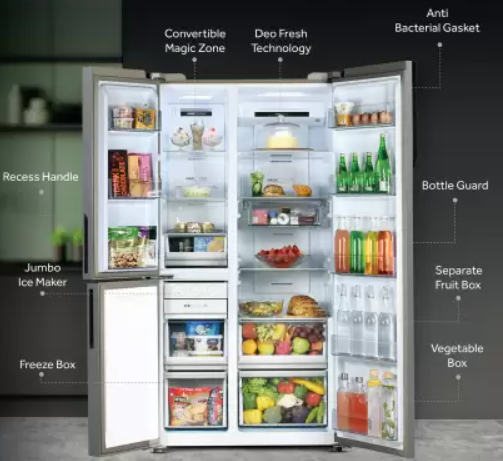 Convertible
Magic Zone
Deo Fresh
Technology
Anti
Bacterial Gasket
Recess Handle
Bottle Guard
Jumbo
Ice Maker
Separate
Fruit Box
Freeze Box
Vegetable
Box